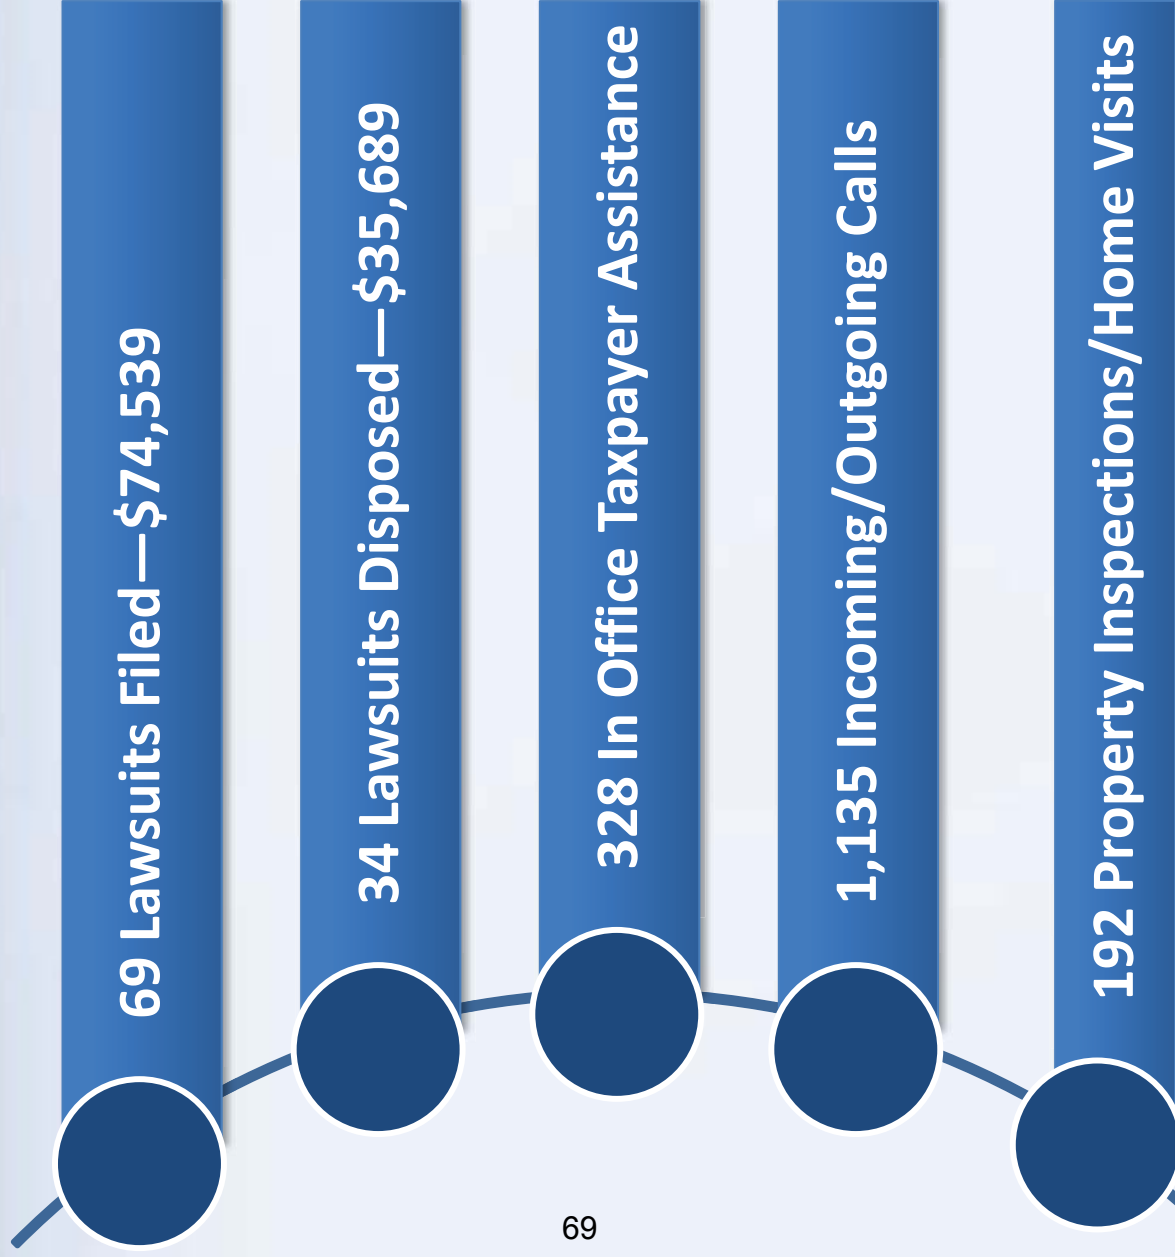 69 Lawsuits Filed—$74,539
34 Lawsuits Disposed—$35,689
328 In Office Taxpayer Assistance
1,135 Incoming/Outgoing Calls
192 Property Inspections/Home Visits
69